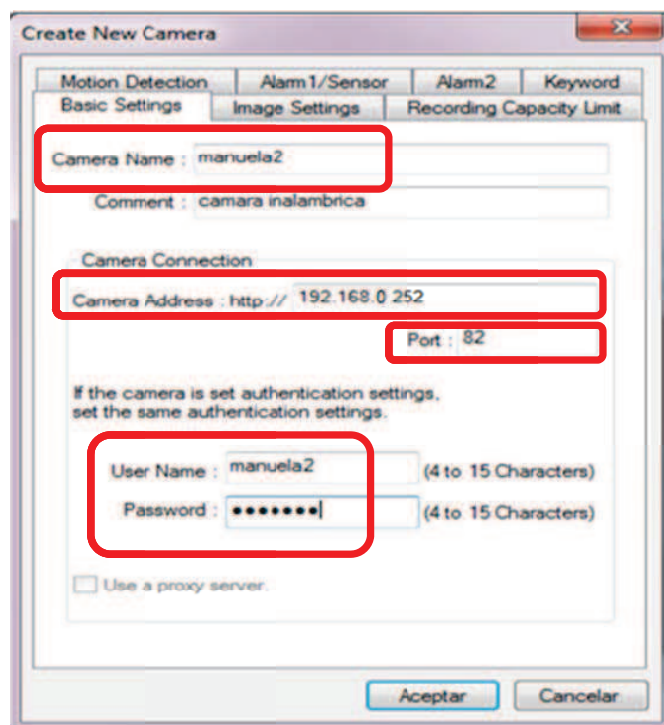 Create New Camera
Motion Detection Alarm1/Sensor Alarm2 Keyword
Basic Settings Image Settings Recording Capacity Limit
Camera Name : manuela2
Comment : camara inalambrica
Camera Connection
Camera Address : http:// 192.168.0.252
Port : 82
If the camera is set authentication settings,
set the same authentication settings.
User Name : manuela2 (4 to 15 Characters)
Password : ●●●●●●● (4 to 15 Characters)
Use a proxy server.
Aceptar Cancelar